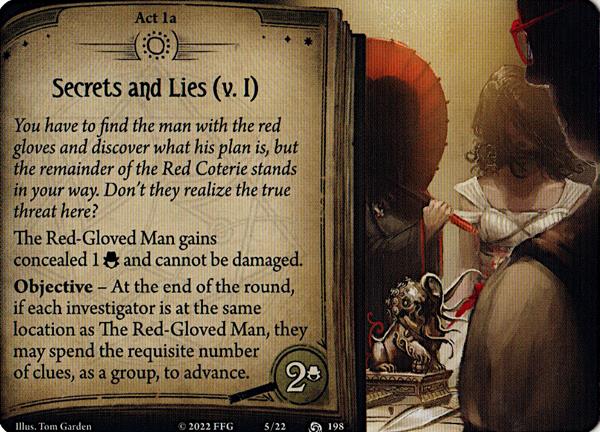 Act 1a
Secrets and Lies (v. I)
You have to find the man with the red
gloves and discover what his plan is, but
the remainder of the Red Coterie stands
in your way. Don't they realize the true
threat here?
The Red-Gloved Man gains
concealed 1 and cannot be damaged.
Objective – At the end of the round,
if each investigator is at the same
location as The Red-Gloved Man, they
may spend the requisite number
of clues, as a group, to advance.
2
Illus. Tom Garden © 2022 FFG 5/22 198